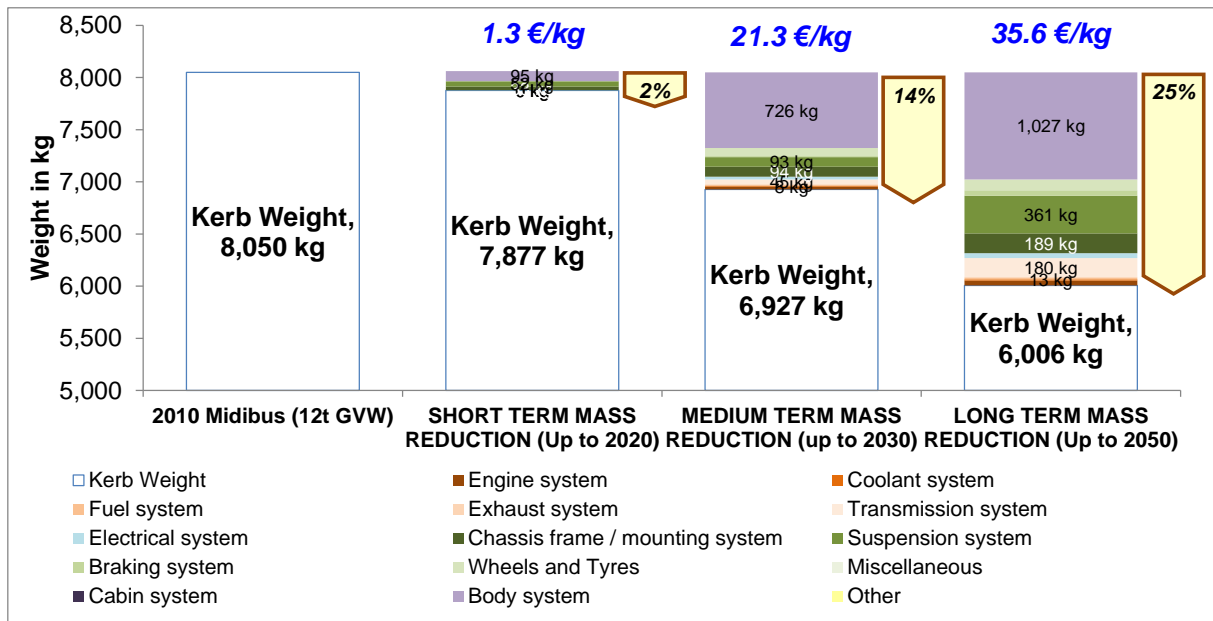 1.3 €/kg 21.3 €/kg 35.6 €/kg
8,500
8,000
7,500
7,000
6,500
6,000
5,500
5,000
Weight in kg
Kerb Weight,
8,050 kg
95 kg
2%
Kerb Weight,
7,877 kg
726 kg
93 kg
94 kg
45 kg
14%
Kerb Weight,
6,927 kg
1,027 kg
361 kg
189 kg
180 kg
13 kg
25%
Kerb Weight,
6,006 kg
2010 Midibus (12t GVW)
SHORT TERM MASS
REDUCTION (Up to 2020)
MEDIUM TERM MASS
REDUCTION (up to 2030)
LONG TERM MASS
REDUCTION (Up to 2050)
Kerb Weight
Engine system
Coolant system
Fuel system
Exhaust system
Transmission system
Electrical system
Chassis frame / mounting system
Suspension system
Braking system
Wheels and Tyres
Miscellaneous
Cabin system
Body system
Other